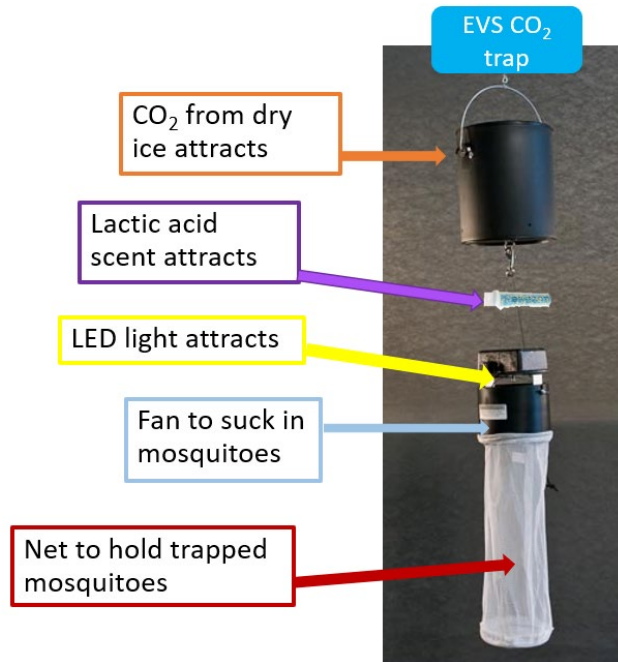 EVS CO₂
trap
CO₂ from dry
ice attracts
Lactic acid
scent attracts
LED light attracts
Fan to suck in
mosquitoes
Net to hold trapped
mosquitoes